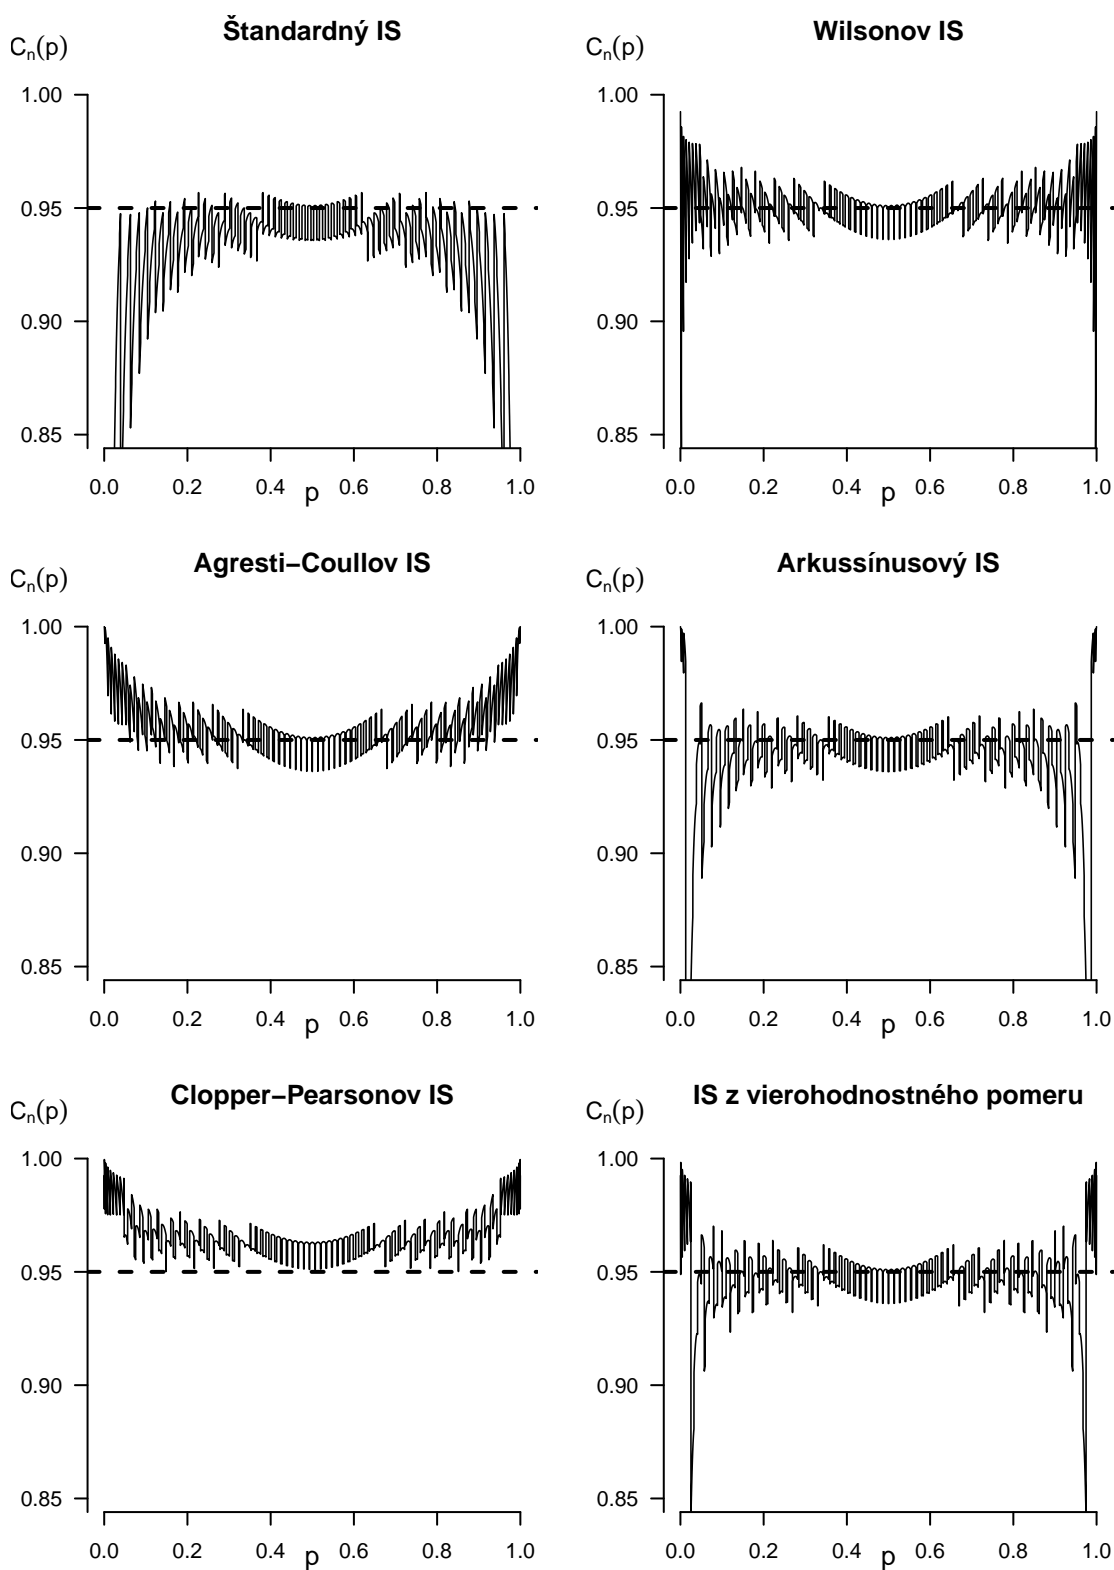 Štandardný IS
Cn(p)
1.00
0.95
0.90
0.85
0.0 0.2 0.4 0.6 0.8 1.0
p
Wilsonov IS
Cn(p)
1.00
0.95
0.90
0.85
0.0 0.2 0.4 0.6 0.8 1.0
p
Agresti−Coullov IS
Cn(p)
1.00
0.95
0.90
0.85
0.0 0.2 0.4 0.6 0.8 1.0
p
Arkussínusový IS
Cn(p)
1.00
0.95
0.90
0.85
0.0 0.2 0.4 0.6 0.8 1.0
p
Clopper−Pearsonov IS
Cn(p)
1.00
0.95
0.90
0.85
0.0 0.2 0.4 0.6 0.8 1.0
p
IS z vierohodnostného pomeru
Cn(p)
1.00
0.95
0.90
0.85
0.0 0.2 0.4 0.6 0.8 1.0
p